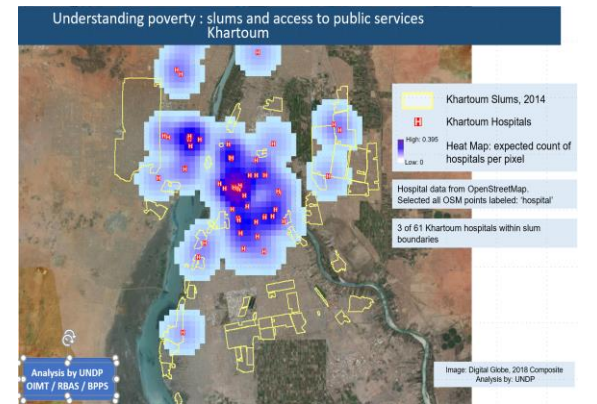 Understanding poverty : slums and access to public services
Khartoum
Khartoum Slums, 2014
H Khartoum Hospitals
High: 0.395
Low: 0
Heat Map: expected count of
hospitals per pixel
Hospital data from OpenStreetMap.
Selected all OSM points labeled: 'hospital'
3 of 61 Khartoum hospitals within slum
boundaries
Analysis by UNDP
OIMT / RBAS / BPPS
Image: Digital Globe, 2018 Composite
Analysis by: UNDP